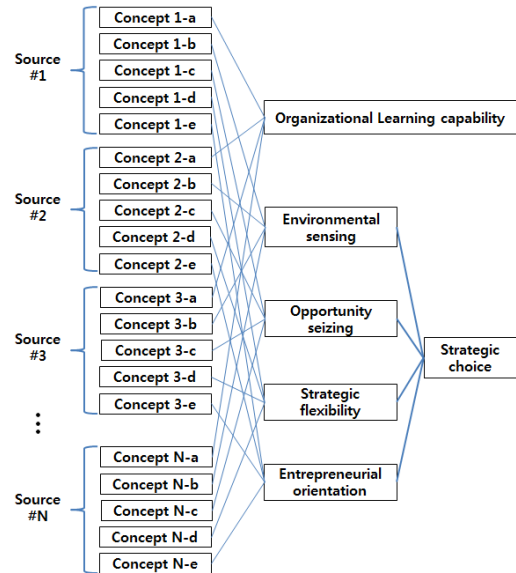 Source
#1
Concept 1-a
Concept 1-b
Concept 1-c
Concept 1-d
Concept 1-e
Source
#2
Concept 2-a
Concept 2-b
Concept 2-c
Concept 2-d
Concept 2-e
Source
#3
Concept 3-a
Concept 3-b
Concept 3-c
Concept 3-d
Concept 3-e
Source
#N
Concept N-a
Concept N-b
Concept N-c
Concept N-d
Concept N-e
Organizational Learning capability
Environmental
sensing
Opportunity
seizing
Strategic
flexibility
Entrepreneurial
orientation
Strategic
choice